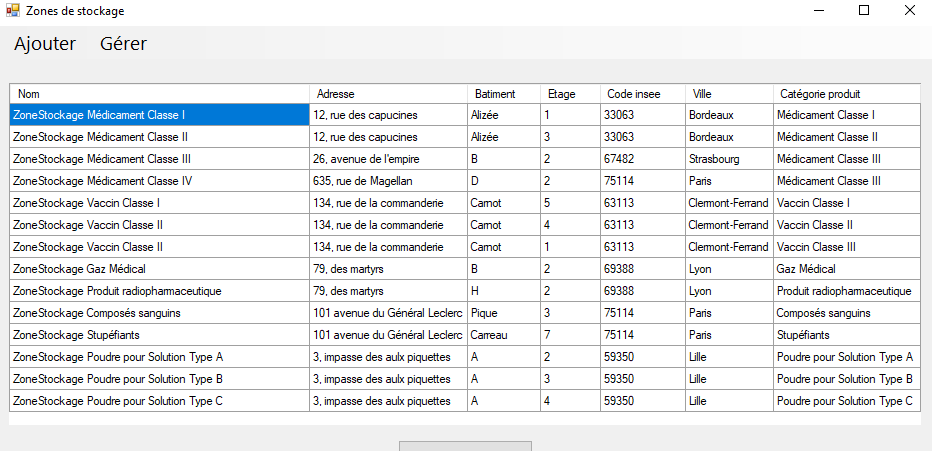 Zones de stockage
Ajouter Gérer
Nom Adresse Batiment Etage Code insee Ville Catégorie produit
ZoneStockage Médicament Classe I 12, rue des capucines Alizée 1 33063 Bordeaux Médicament Classe I
ZoneStockage Médicament Classe II 12, rue des capucines Alizée 3 33063 Bordeaux Médicament Classe II
ZoneStockage Médicament Classe III 26, avenue de l'empire B 2 67482 Strasbourg Médicament Classe III
ZoneStockage Médicament Classe IV 635, rue de Magellan D 2 75114 Paris Médicament Classe III
ZoneStockage Vaccin Classe I 134, rue de la commanderie Carnot 5 63113 Clermont-Ferrand Vaccin Classe I
ZoneStockage Vaccin Classe II 134, rue de la commanderie Carnot 4 63113 Clermont-Ferrand Vaccin Classe II
ZoneStockage Vaccin Classe II 134, rue de la commanderie Carnot 1 63113 Clermont-Ferrand Vaccin Classe III
ZoneStockage Gaz Médical 79, des martyrs B 2 69388 Lyon Gaz Médical
ZoneStockage Produit radiopharmaceutique 79, des martyrs H 2 69388 Lyon Produit radiopharmaceutique
ZoneStockage Composés sanguins 101 avenue du Général Leclerc Pique 3 75114 Paris Composés sanguins
ZoneStockage Stupéfiants 101 avenue du Général Leclerc Carreau 7 75114 Paris Stupéfiants
ZoneStockage Poudre pour Solution Type A 3, impasse des aulx piquettes A 2 59350 Lille Poudre pour Solution Type A
ZoneStockage Poudre pour Solution Type B 3, impasse des aulx piquettes A 3 59350 Lille Poudre pour Solution Type B
ZoneStockage Poudre pour Solution Type C 3, impasse des aulx piquettes A 4 59350 Lille Poudre pour Solution Type C